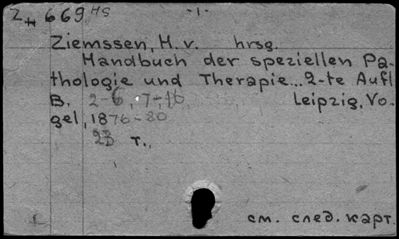 Z 4 669 HS -1-
Ziemssen, H. v. hrsg.
Handbuch der speziellen Pa-
thologie und Therapie... 2-te Aufl
B. 2-6, 7-16 Leipzig, Vo-
gel, 1876-80
23 т.,
см. след. карт.